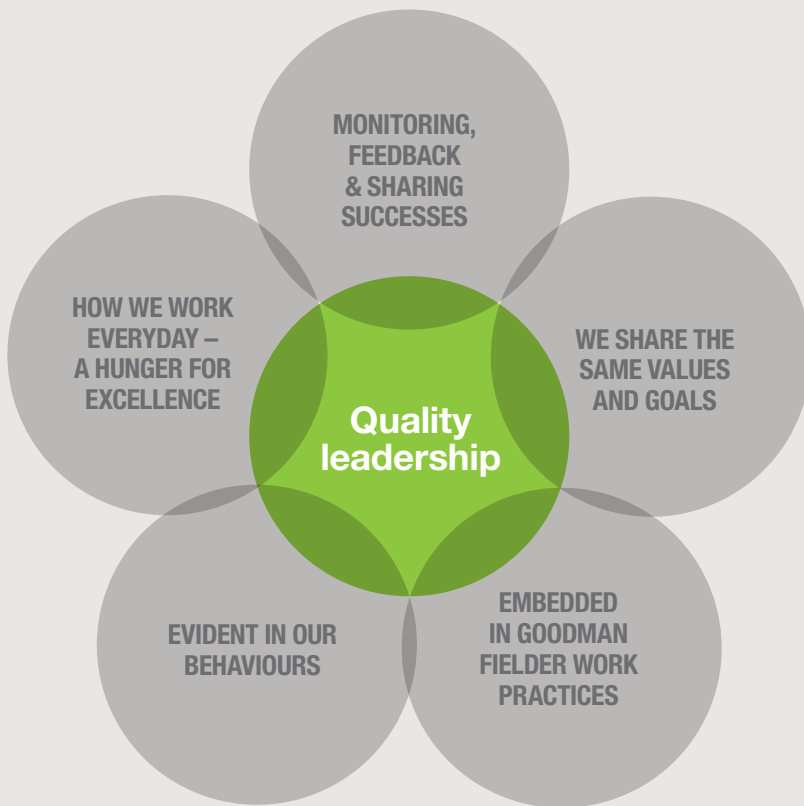 MONITORING,
FEEDBACK
& SHARING
SUCCESSES
HOW WE WORK
EVERYDAY –
A HUNGER FOR
EXCELLENCE
WE SHARE THE
SAME VALUES
AND GOALS
Quality
leadership
EVIDENT IN OUR
BEHAVIOURS
EMBEDDED
IN GOODMAN
FIELDER WORK
PRACTICES